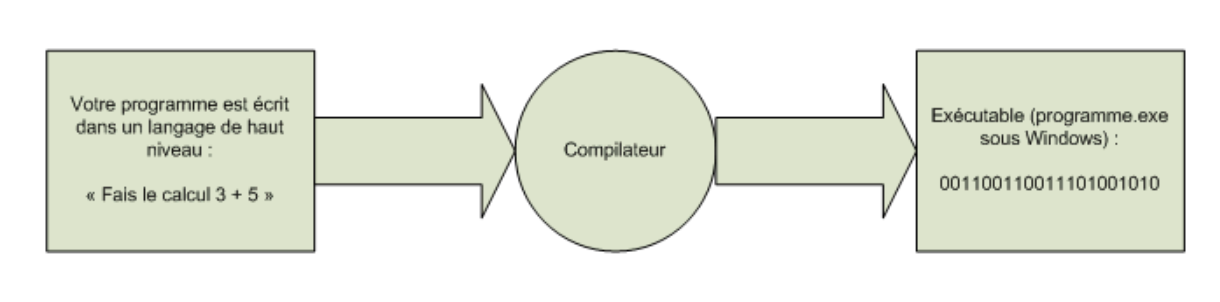 Votre programme est écrit
dans un langage de haut
niveau :
« Fais le calcul 3 + 5 »
Compilateur
Exécutable (programme.exe
sous Windows) :
001100110011101001010